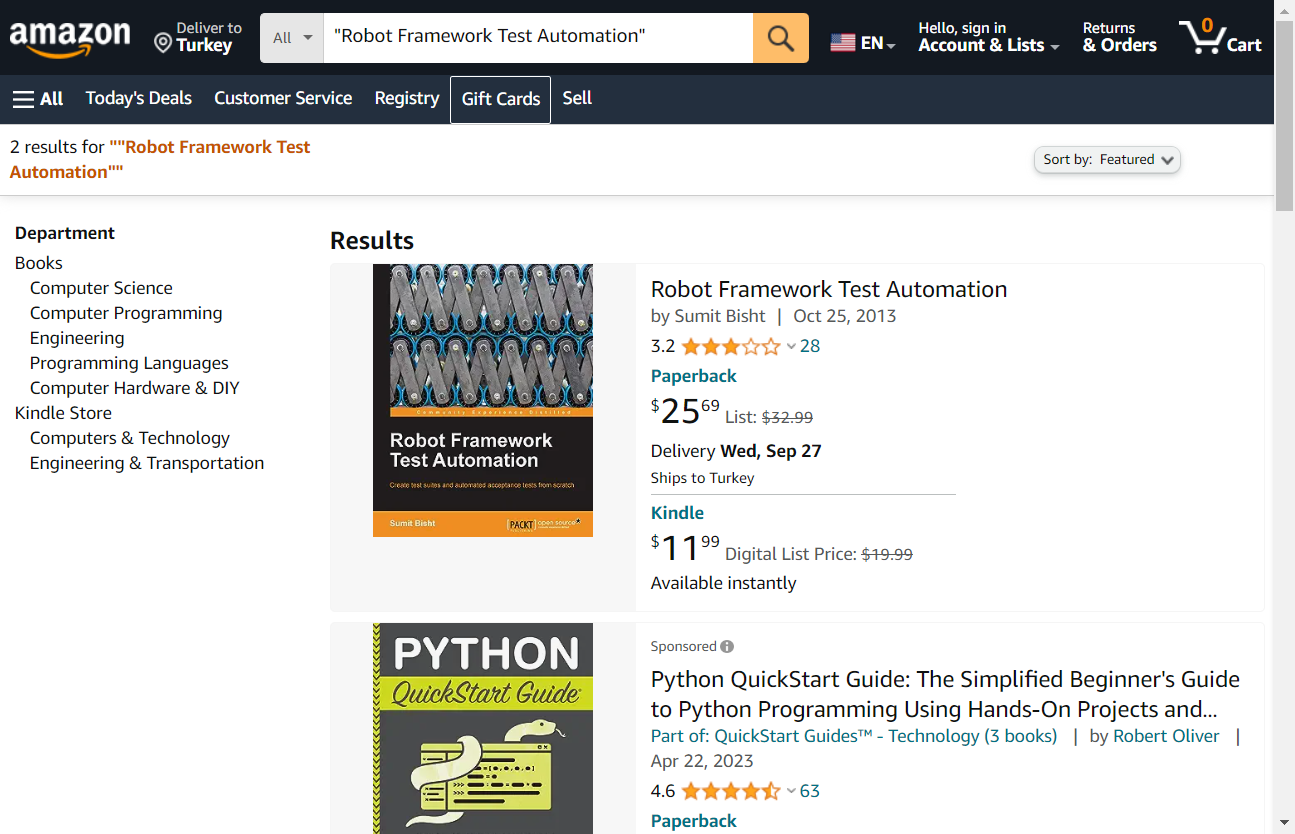 amazon
Deliver to
Turkey
All
"Robot Framework Test Automation"
EN
Hello, sign in
Account & Lists
Returns
& Orders
0
Cart
All
Today's Deals
Customer Service
Registry
Gift Cards
Sell
2 results for ""Robot Framework Test
Automation""
Sort by: Featured
Department
Books
Computer Science
Computer Programming
Engineering
Programming Languages
Computer Hardware & DIY
Kindle Store
Computers & Technology
Engineering & Transportation
Results
Community Experience Distilled
Robot Framework
Test Automation
Create test suites and automated acceptance tests from scratch
Sumit Bisht
PACKT
open source
Robot Framework Test Automation
by Sumit Bisht | Oct 25, 2013
3.2 28
Paperback
$25 69 List: $32.99
Delivery Wed, Sep 27
Ships to Turkey
Kindle
$11 99 Digital List Price: $19.99
Available instantly
PYTHON
QuickStart Guide
Sponsored
Python QuickStart Guide: The Simplified Beginner's Guide
to Python Programming Using Hands-On Projects and...
Part of: QuickStart Guides™ - Technology (3 books) | by Robert Oliver |
Apr 22, 2023
4.6 63
Paperback